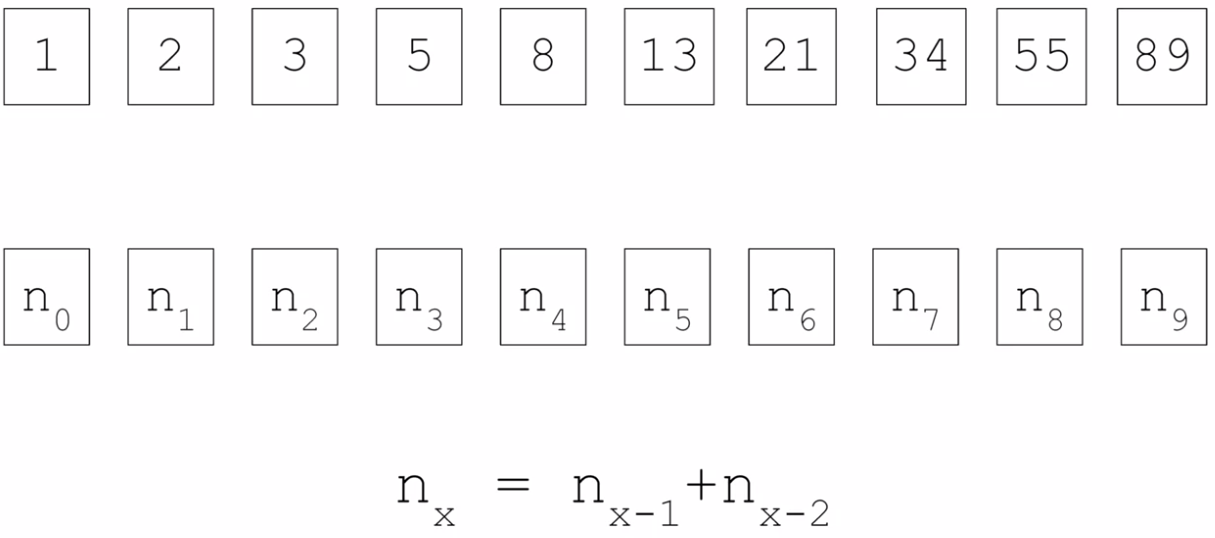 1 2 3 5 8 13 21 34 55 89
n₀ n₁ n₂ n₃ n₄ n₅ n₆ n₇ n₈ n₉
nₓ = nₓ₋₁+nₓ₋₂